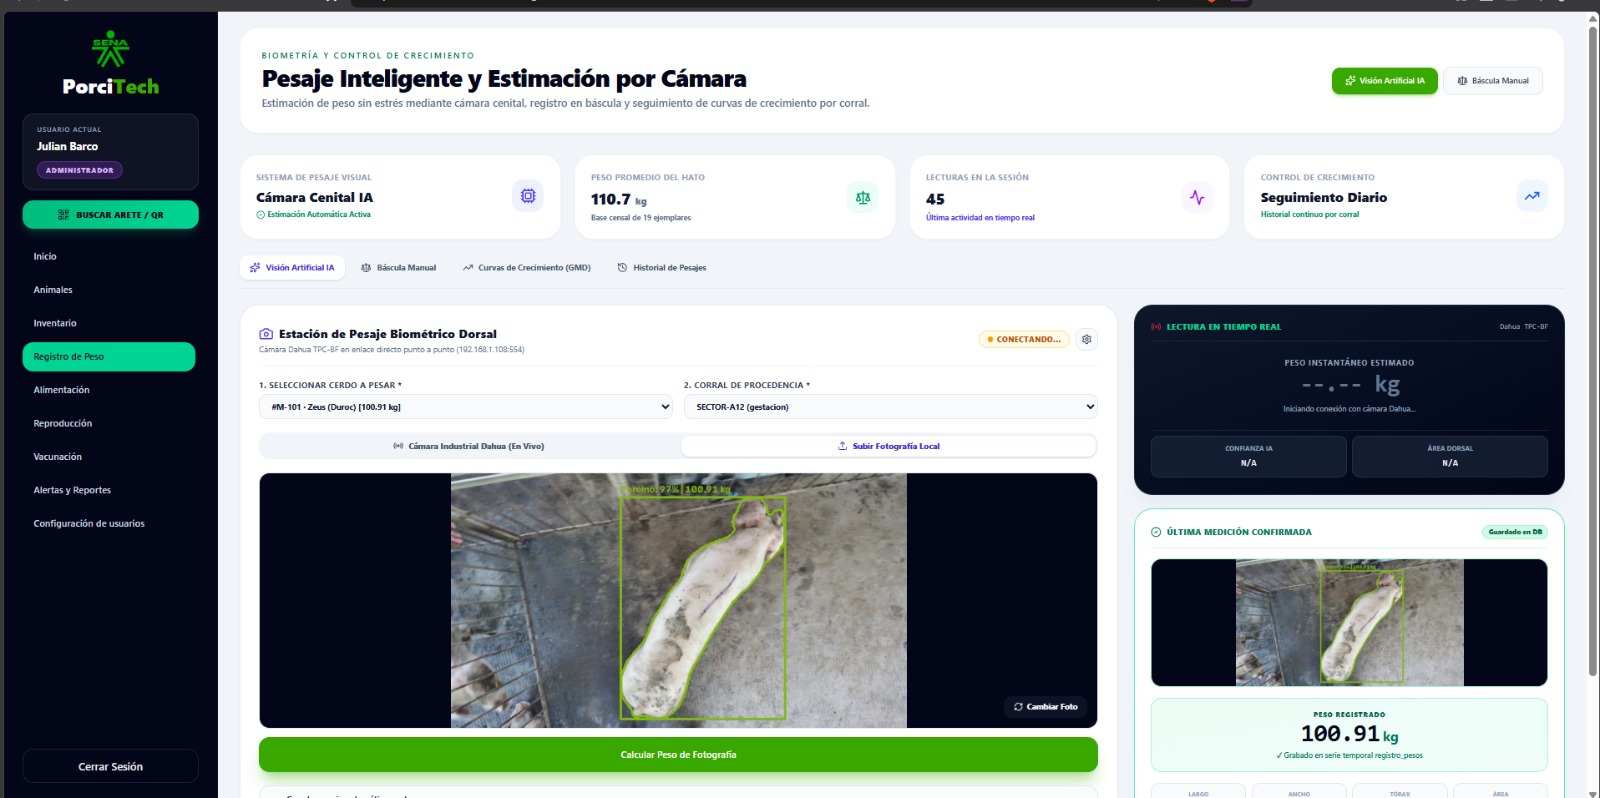 SENA
PorciTech
USUARIO ACTUAL
Julian Barco
ADMINISTRADOR
BUSCAR ARETE / QR
Inicio
Animales
Inventario
Registro de Peso
Alimentación
Reproducción
Vacunación
Alertas y Reportes
Configuración de usuarios
Cerrar Sesión
BIOMETRÍA Y CONTROL DE CRECIMIENTO
Pesaje Inteligente y Estimación por Cámara
Estimación de peso sin estrés mediante cámara cenital, registro en báscula y seguimiento de curvas de crecimiento por corral.
Visión Artificial IA
Báscula Manual
SISTEMA DE PESAJE VISUAL
Cámara Cenital IA
Estimación Automática Activa
PESO PROMEDIO DEL HATO
110.7 kg
Base censal de 19 ejemplares
LECTURAS EN LA SESIÓN
45
Última actividad en tiempo real
CONTROL DE CRECIMIENTO
Seguimiento Diario
Historial continuo por corral
Visión Artificial IA
Báscula Manual
Curvas de Crecimiento (GMD)
Historial de Pesajes
Estación de Pesaje Biométrico Dorsal
Cámara Dahua TPC-BF en enlace directo punto a punto (192.168.1.108:554)
CONECTANDO...
1. SELECCIONAR CERDO A PESAR *
#M-101 · Zeus (Duroc) [100.91 kg]
2. CORRAL DE PROCEDENCIA *
SECTOR-A12 (gestacion)
Cámara Industrial Dahua (En Vivo)
Subir Fotografía Local
97% | 100.91 kg
Cambiar Foto
Calcular Peso de Fotografía
LECTURA EN TIEMPO REAL
Dahua TPC-BF
PESO INSTANTÁNEO ESTIMADO
--.-- kg
Iniciando conexión con cámara Dahua...
CONFIANZA IA
N/A
ÁREA DORSAL
N/A
ÚLTIMA MEDICIÓN CONFIRMADA
Guardado en DB
PESO REGISTRADO
100.91 kg
✓ Grabado en serie temporal registro_pesos
LARGO
ANCHO
TÓRAX
ÁREA